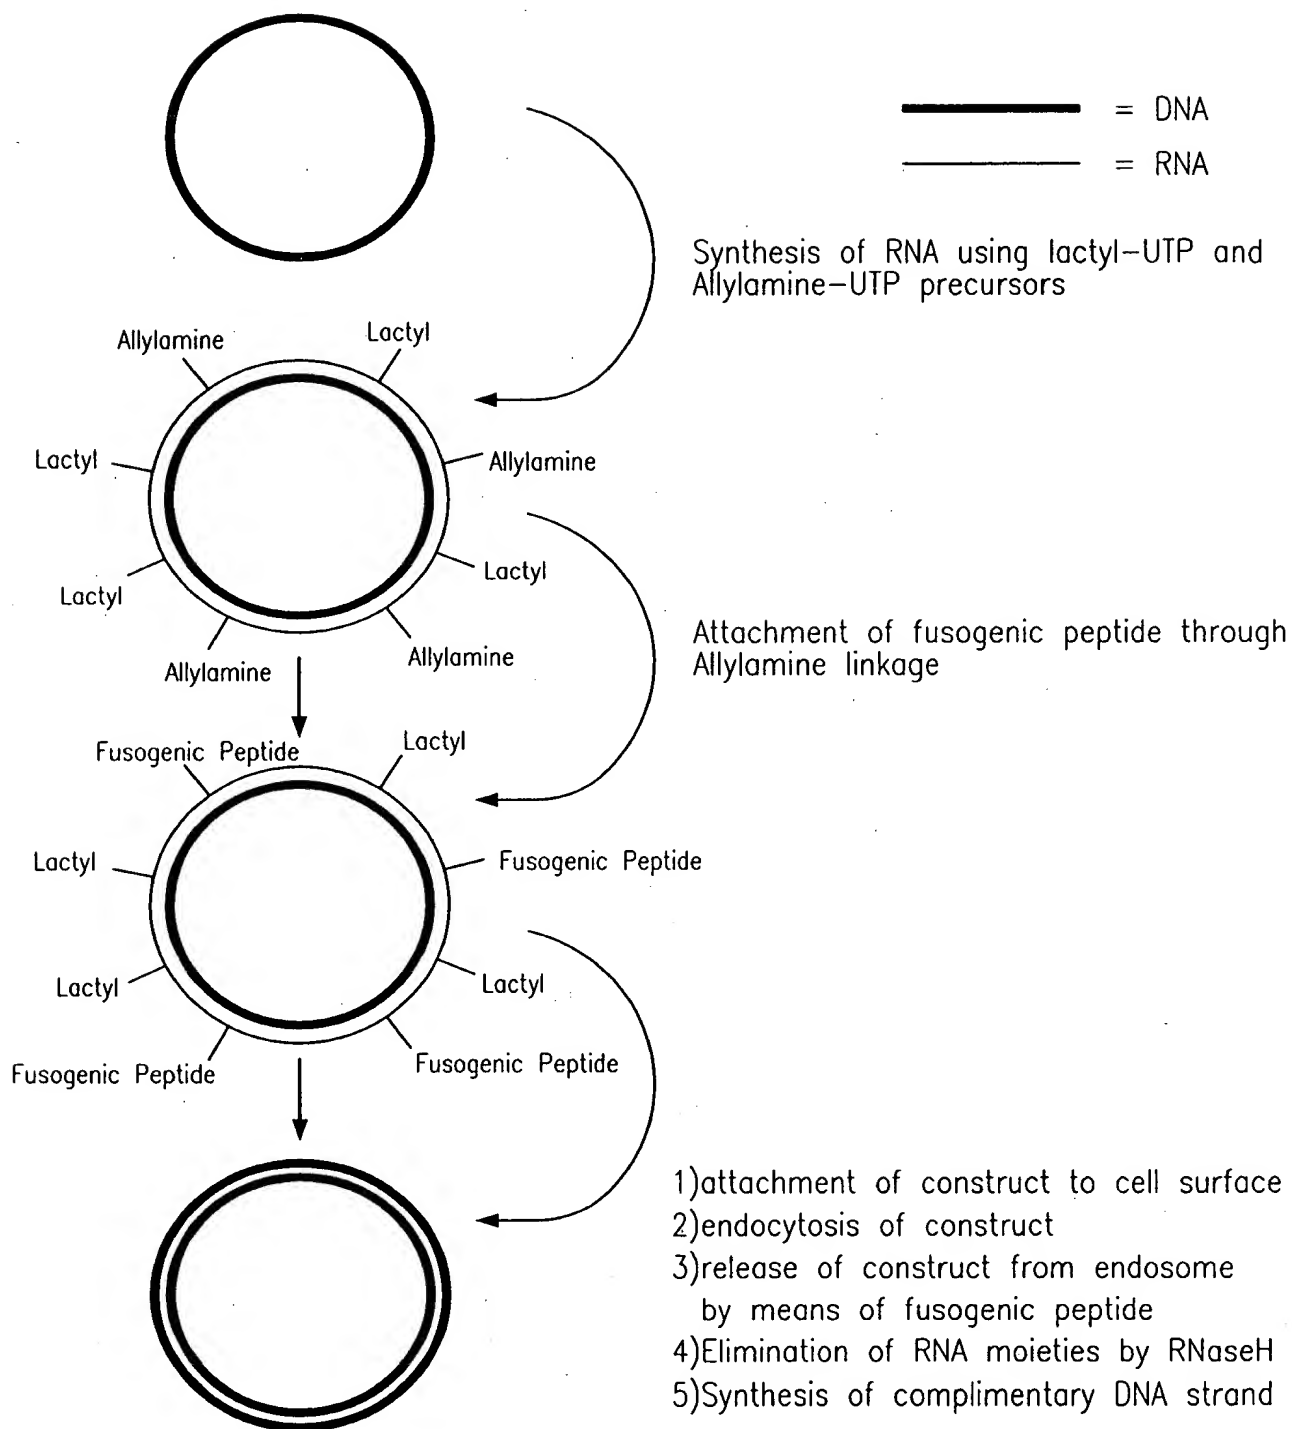 = DNA
= RNA
Synthesis of RNA using lactyl-UTP and
Allylamine-UTP precursors
Allylamine
Lactyl
Lactyl
Allylamine
Lactyl
Lactyl
Allylamine
Allylamine
Attachment of fusogenic peptide through
Allylamine linkage
Fusogenic Peptide
Lactyl
Lactyl
Fusogenic Peptide
Lactyl
Lactyl
Fusogenic Peptide
Fusogenic Peptide
1)attachment of construct to cell surface
2)endocytosis of construct
3)release of construct from endosome
by means of fusogenic peptide
4)Elimination of RNA moieties by RNaseH
5)Synthesis of complimentary DNA strand